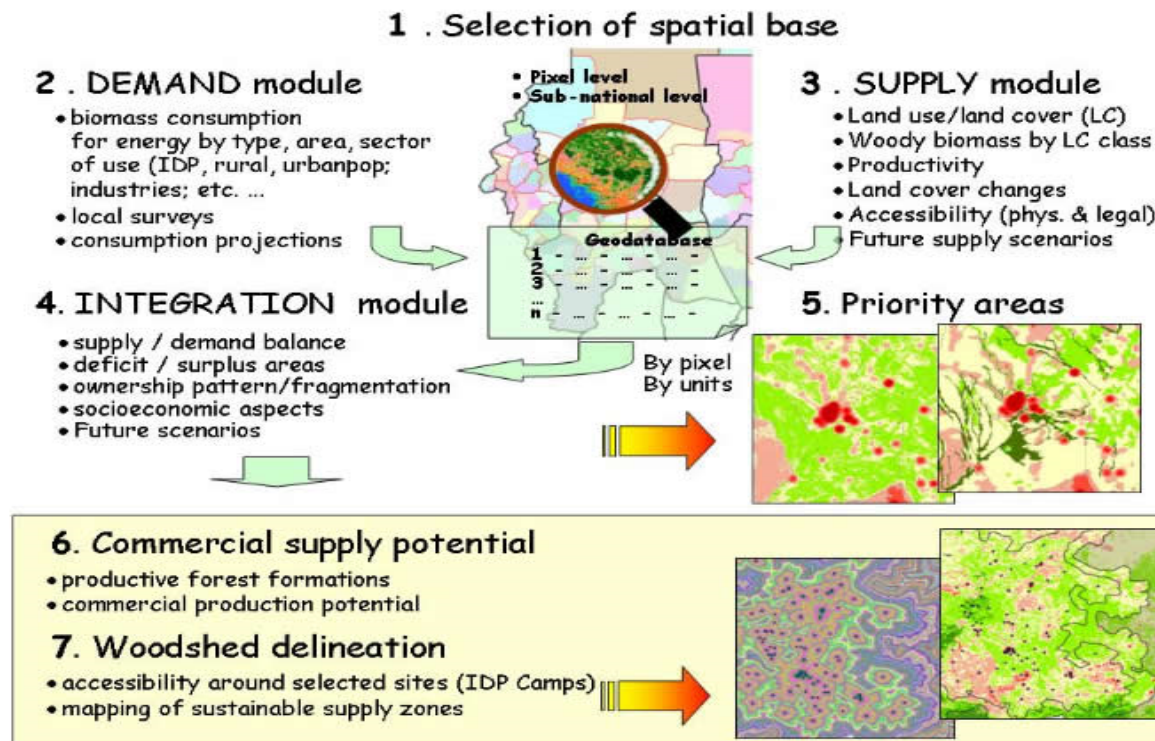 1 . Selection of spatial base
• Pixel level
• Sub-national level
2 . DEMAND module
• biomass consumption
for energy by type, area, sector
of use (IDP, rural, urbanpop;
industries; etc. ...
• local surveys
• consumption projections
3 . SUPPLY module
• Land use/land cover (LC)
• Woody biomass by LC class
• Productivity
• Land cover changes
• Accessibility (phys. & legal)
• Future supply scenarios
Geodatabase
1 - ... - ... - ... -
2 - ... - ... - ... -
3 - ... - ... - ... -
...
n - ... - ... - ... -
4. INTEGRATION module
• supply / demand balance
• deficit / surplus areas
• ownership pattern/fragmentation
• socioeconomic aspects
• Future scenarios
By pixel
By units
5. Priority areas
6. Commercial supply potential
• productive forest formations
• commercial production potential
7. Woodshed delineation
• accessibility around selected sites (IDP Camps)
• mapping of sustainable supply zones